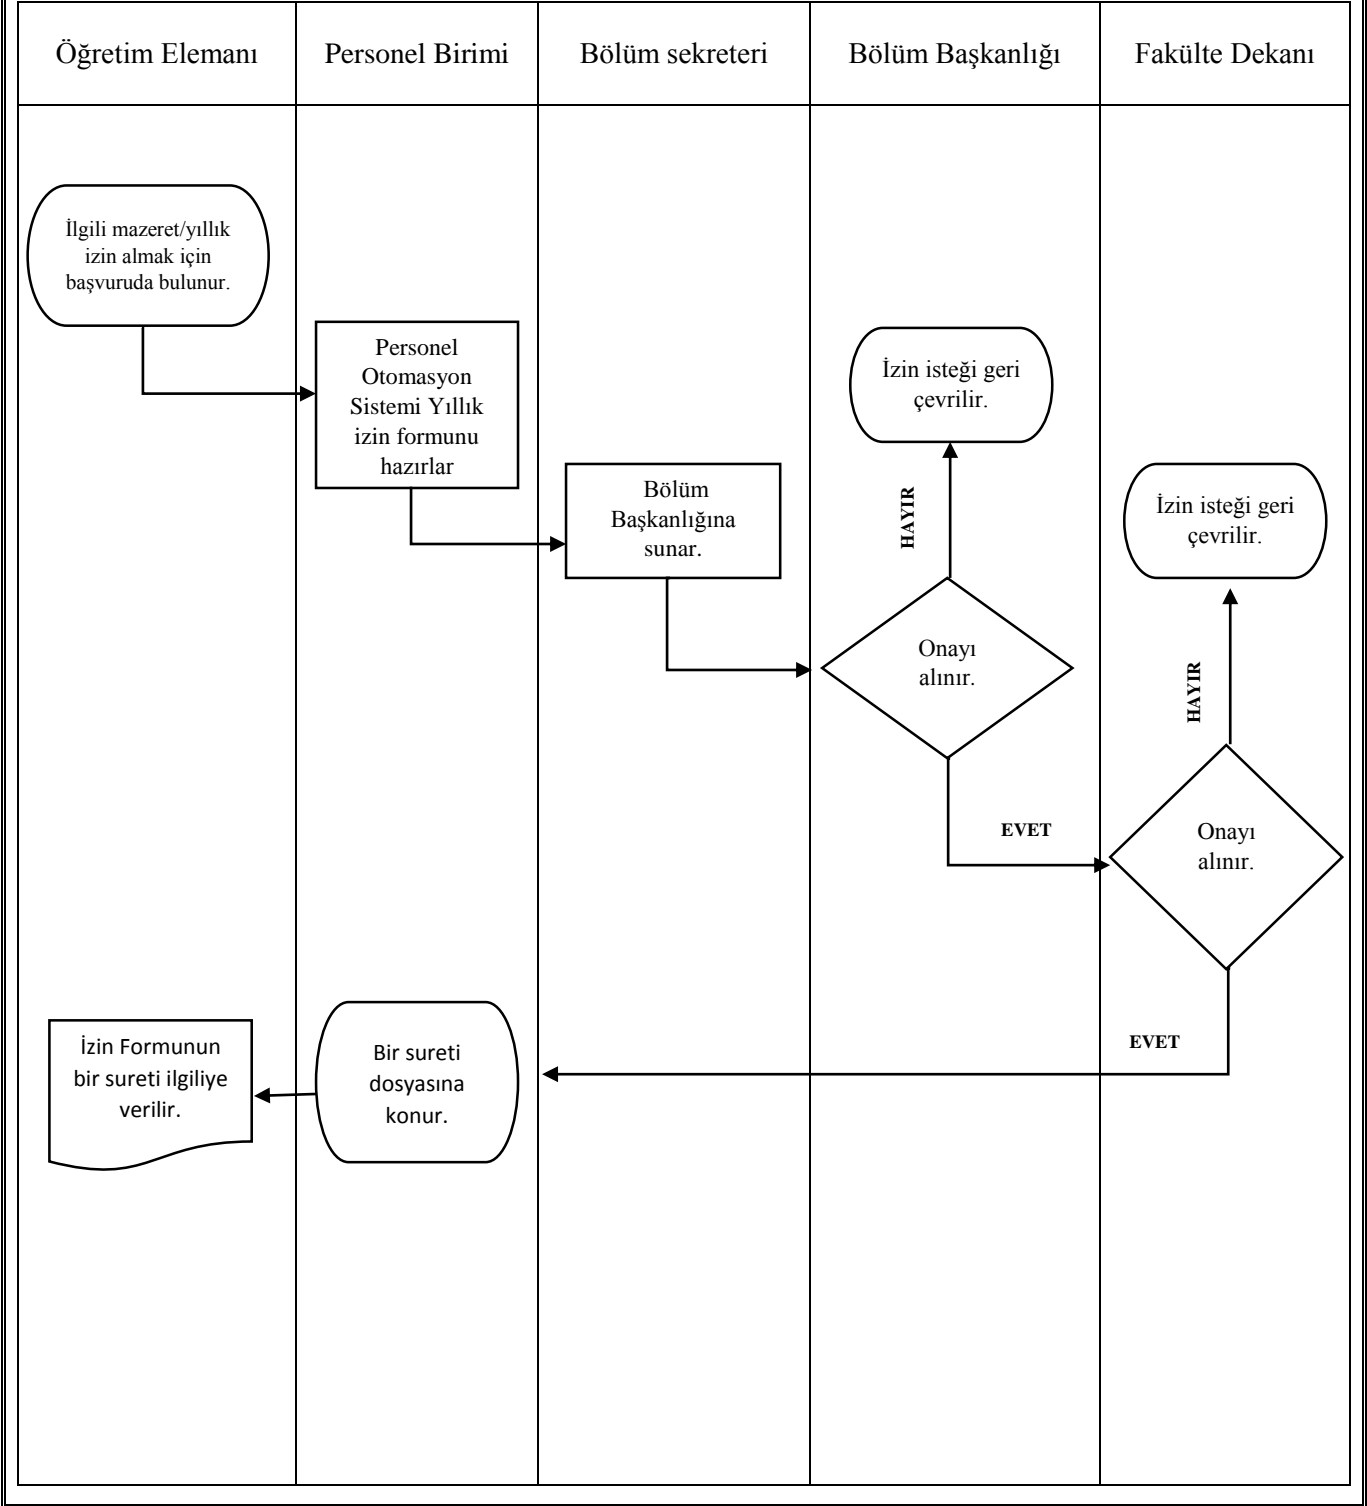 Öğretim Elemanı
Personel Birimi
Bölüm sekreteri
Bölüm Başkanlığı
Fakülte Dekanı
İlgili mazeret/yıllık
izin almak için
başvuruda bulunur.
Personel
Otomasyon
Sistemi Yıllık
izin formunu
hazırlar
Bölüm
Başkanlığına
sunar.
İzin isteği geri
çevrilir.
HAYIR
Onayı
alınır.
EVET
İzin isteği geri
çevrilir.
HAYIR
Onayı
alınır.
EVET
Bir sureti
dosyasına
konur.
İzin Formunun
bir sureti ilgiliye
verilir.